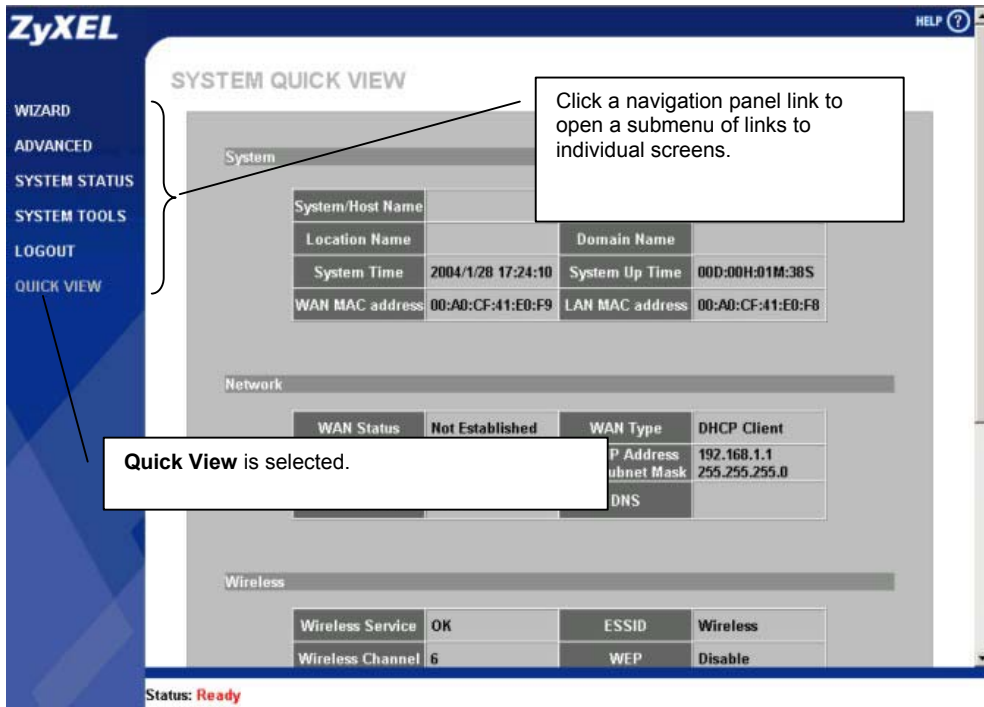 ZyXEL
HELP ?
SYSTEM QUICK VIEW
WIZARD
ADVANCED
SYSTEM STATUS
SYSTEM TOOLS
LOGOUT
QUICK VIEW
Click a navigation panel link to
open a submenu of links to
individual screens.
System
System/Host Name
Location Name Domain Name
System Time 2004/1/28 17:24:10 System Up Time 00D:00H:01M:38S
WAN MAC address 00:A0:CF:41:E0:F9 LAN MAC address 00:A0:CF:41:E0:F8
Network
WAN Status Not Established WAN Type DHCP Client
Quick View is selected.
Address 192.168.1.1
Mask 255.255.255.0
DNS
Wireless
Wireless Service OK ESSID Wireless
Wireless Channel 6 WEP Disable
Status: Ready